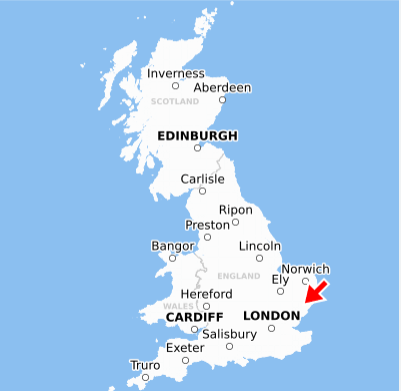 Inverness
Aberdeen
SCOTLAND
EDINBURGH
Carlisle
Ripon
Preston
Bangor
Lincoln
Norwich
ENGLAND
Ely
Hereford
WALES
CARDIFF
LONDON
Salisbury
Exeter
Truro